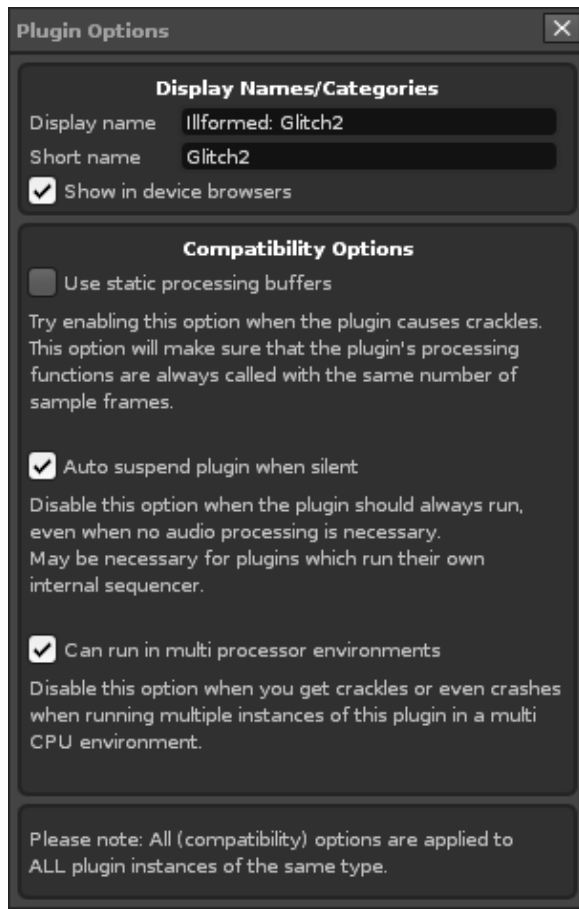 Plugin Options
Display Names/Categories
Display name Illformed: Glitch2
Short name Glitch2
Show in device browsers
Compatibility Options
Use static processing buffers
Try enabling this option when the plugin causes crackles.
This option will make sure that the plugin's processing
functions are always called with the same number of
sample frames.
Auto suspend plugin when silent
Disable this option when the plugin should always run,
even when no audio processing is necessary.
May be necessary for plugins which run their own
internal sequencer.
Can run in multi processor environments
Disable this option when you get crackles or even crashes
when running multiple instances of this plugin in a multi
CPU environment.
Please note: All (compatibility) options are applied to
ALL plugin instances of the same type.